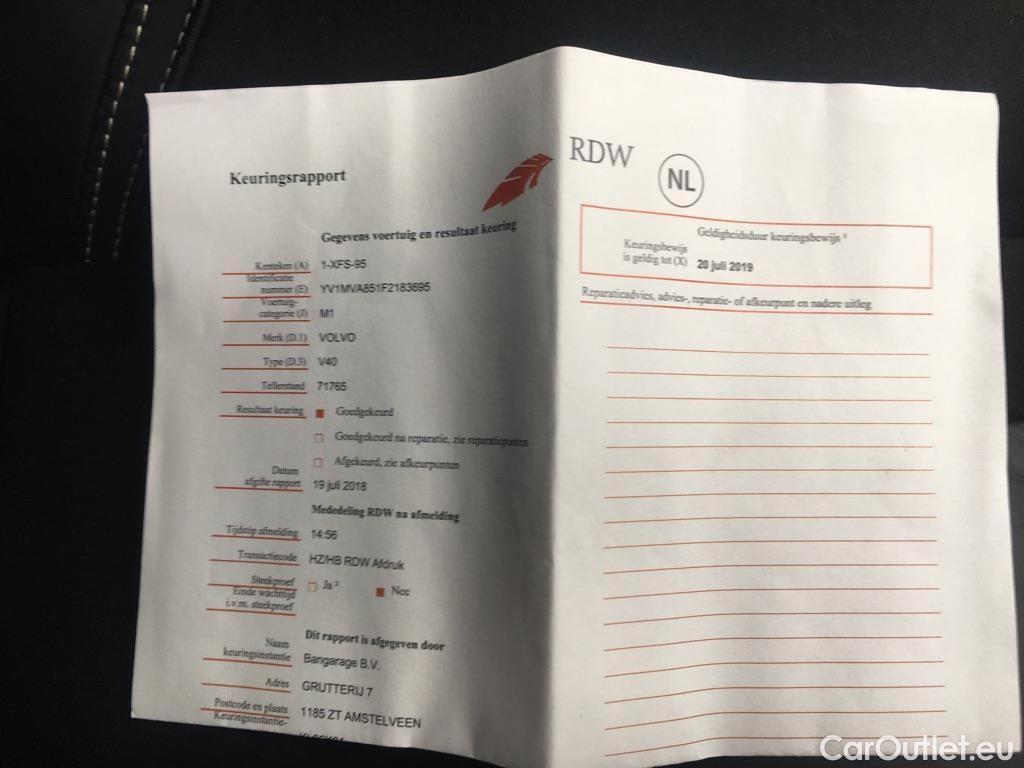 Keuringsrapport
Gegevens voertuig en resultaat keuring
Kenteken (A) 1-XFS-95
Identificatie
nummer (E) YV1MVA851F2183695
Voertuig-
categorie (J) M1
Merk (D.1) VOLVO
Type (D.3) V40
Tellerstand 71765
Resultaat keuring Goedgekeurd
Goedgekeurd na reparatie, zie reparatiepunten
Afgekeurd, zie afkeurpunten
Datum
afgifte rapport 19 juli 2018
Mededeling RDW na afmelding
Tijdstip afmelding 14:56
Transactiecode HZ/HB RDW Afdruk
Steekproef Ja ² Nee
Einde wachttijd
i.v.m. steekproef
Dit rapport is afgegeven door
Naam
keuringsinstantie Bangarage B.V.
Adres GRUTTERIJ 7
Postcode en plaats 1185 ZT AMSTELVEEN
Keuringsinstantie-
RDW
NL
Geldigheidsduur keuringsbewijs ¹
Keuringsbewijs
is geldig tot (X) 20 juli 2019
Reparatieadvies, advies-, reparatie- of afkeurpunt en nadere uitleg
CarOutlet.eu